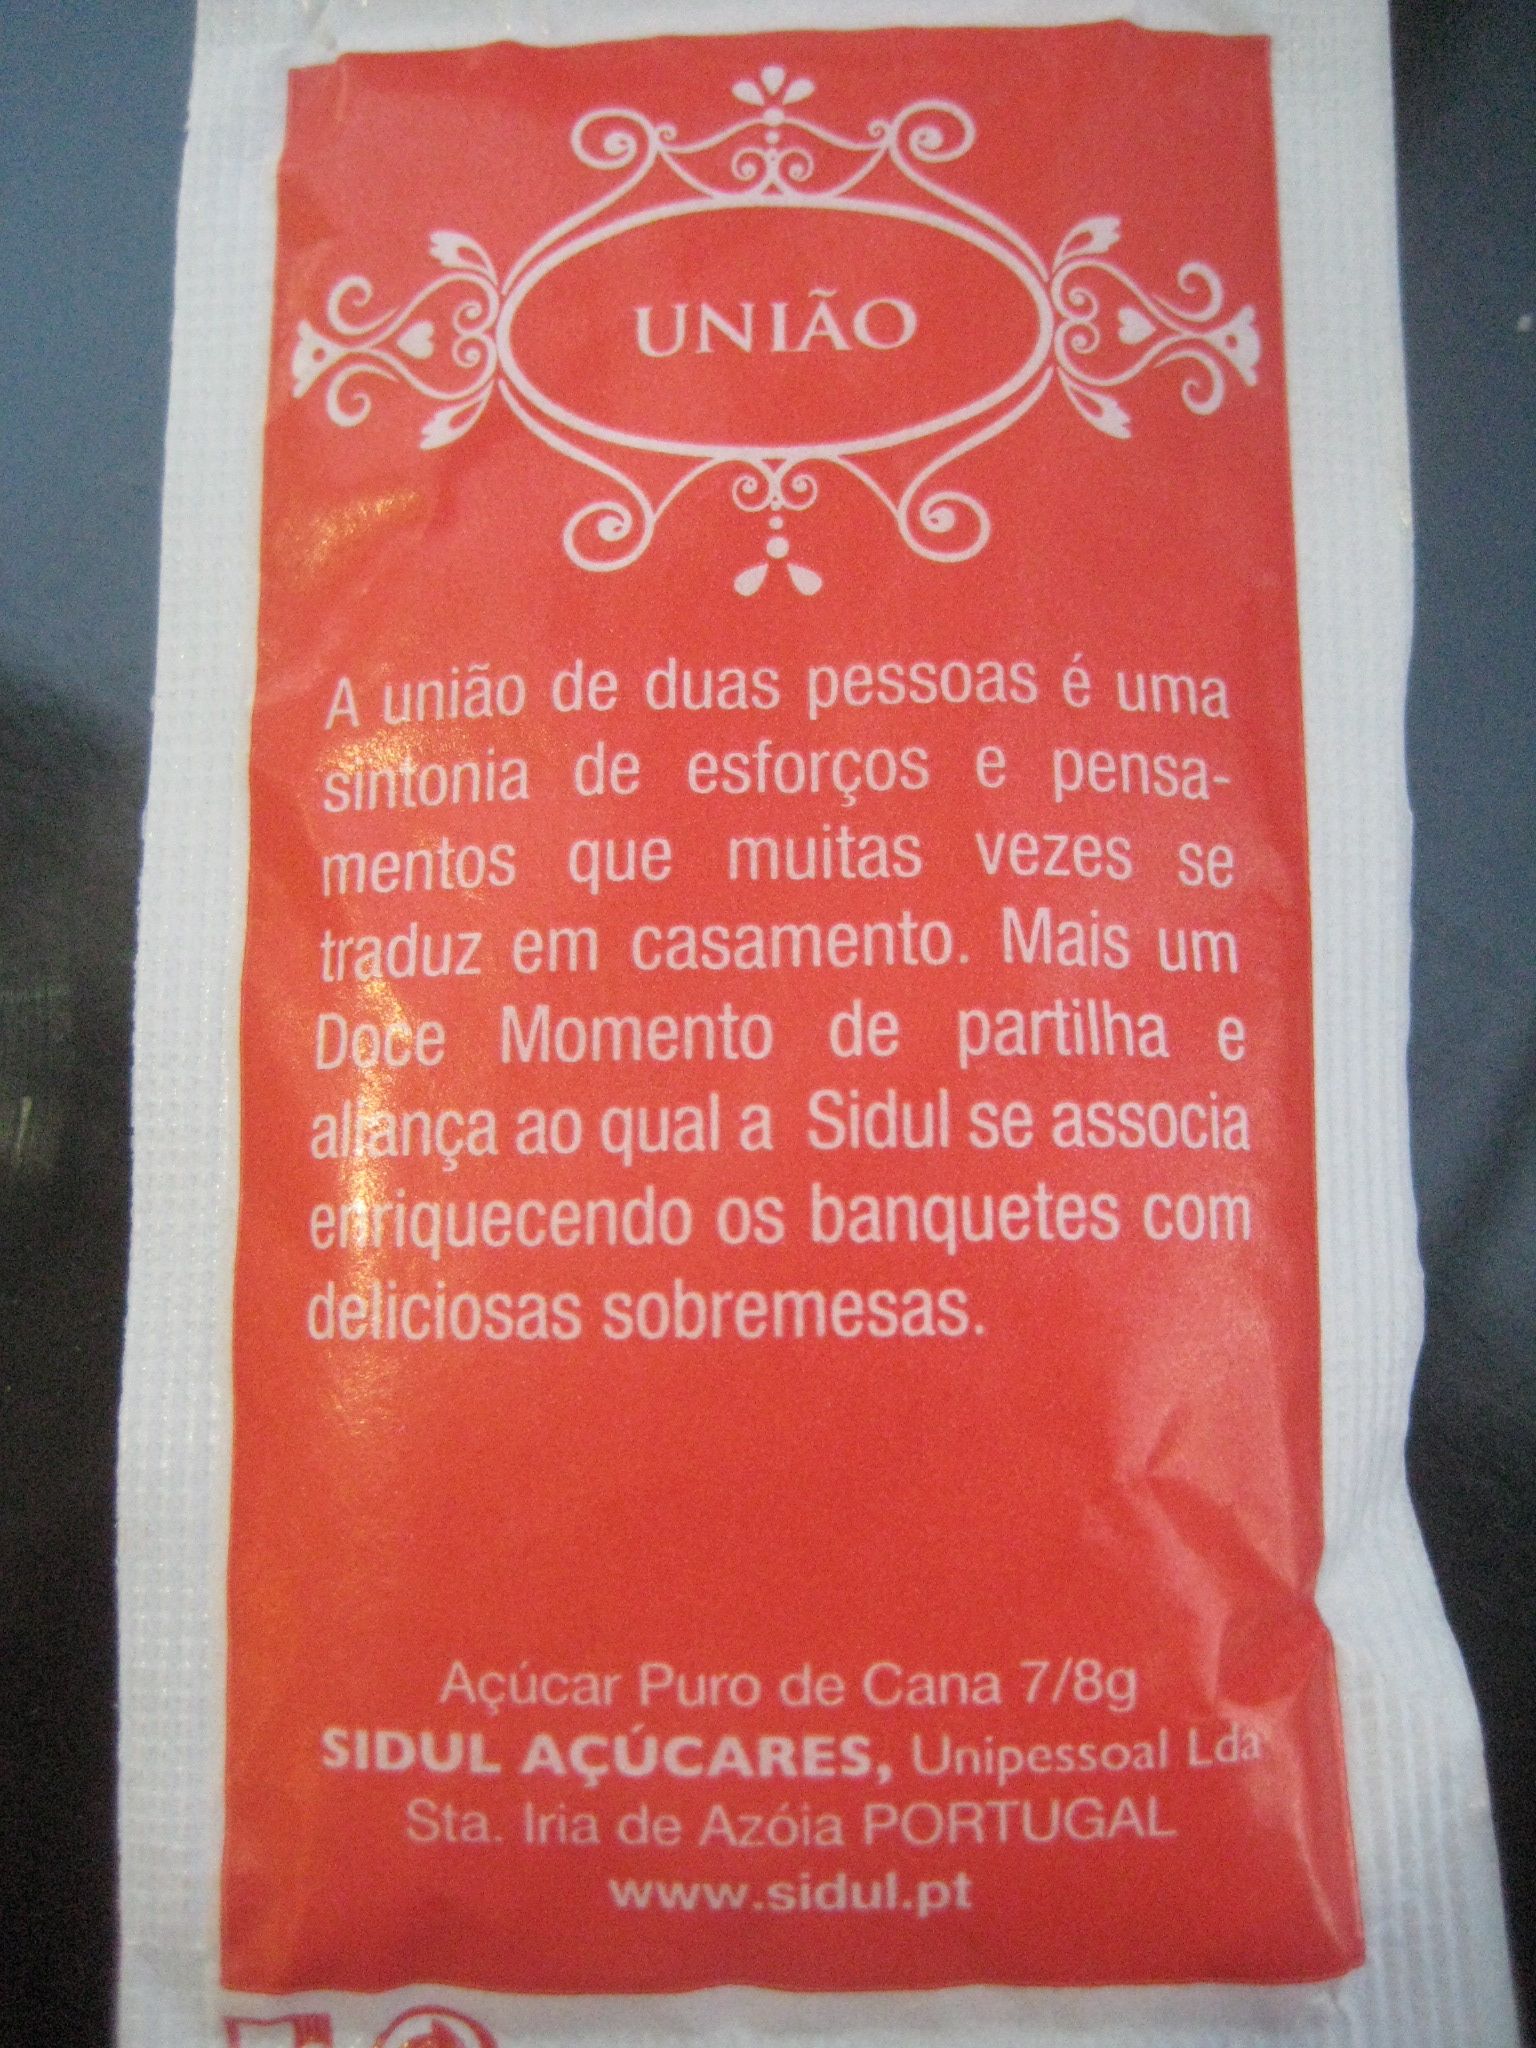 UNIÃO
A união de duas pessoas é uma
sintonia de esforços e pensa-
mentos que muitas vezes se
traduz em casamento. Mais um
Doce Momento de partilha e
aliança ao qual a Sidul se associa
enriquecendo os banquetes com
deliciosas sobremesas.
Açúcar Puro de Cana 7/8g
SIDUL AÇÚCARES, Unipessoal Lda
Sta. Iria de Azóia PORTUGAL
www.sidul.pt